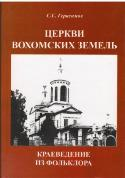 С.Е. Герасимов
ЦЕРКВИ
ВОХОМСКИХ ЗЕМЕЛЬ
КРАЕВЕДЕНИЕ
ИЗ ФОЛЬКЛОРА